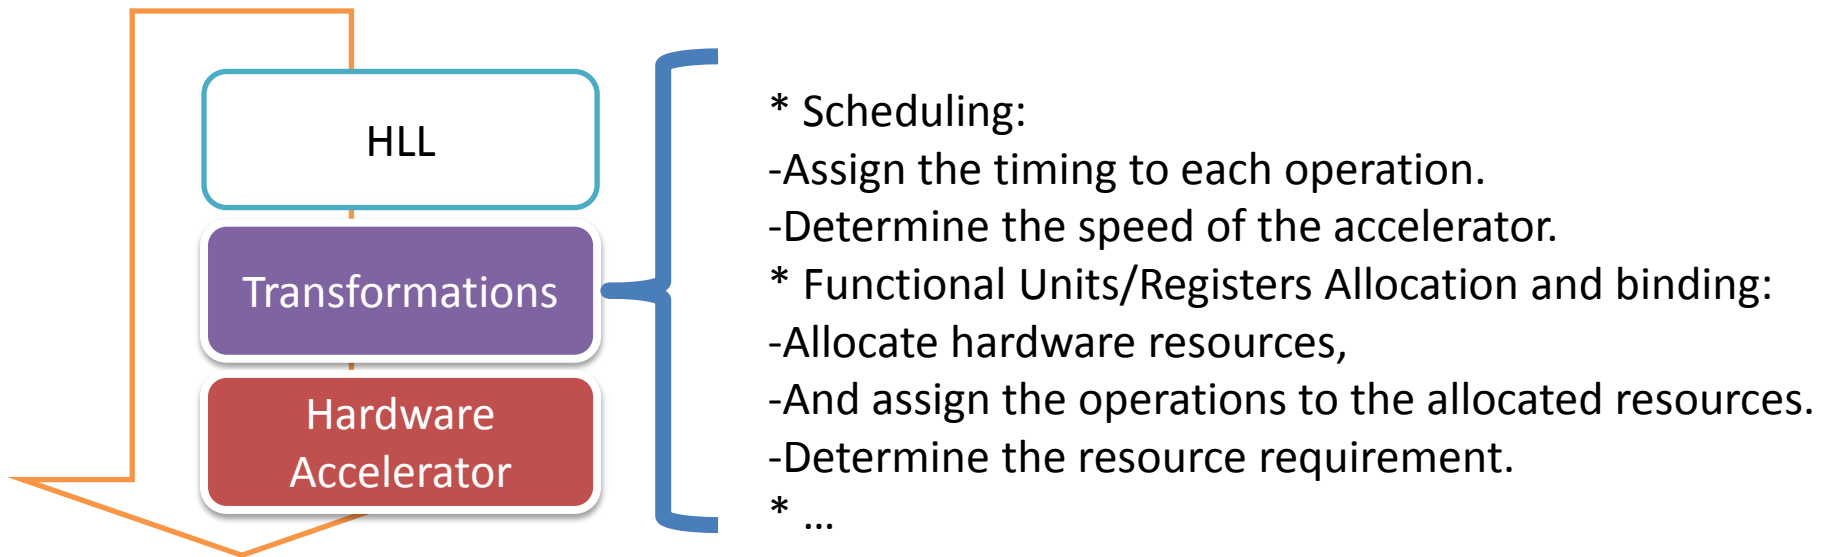 HLL
Transformations
Hardware
Accelerator
* Scheduling:
-Assign the timing to each operation.
-Determine the speed of the accelerator.
* Functional Units/Registers Allocation and binding:
-Allocate hardware resources,
-And assign the operations to the allocated resources.
-Determine the resource requirement.
* ...